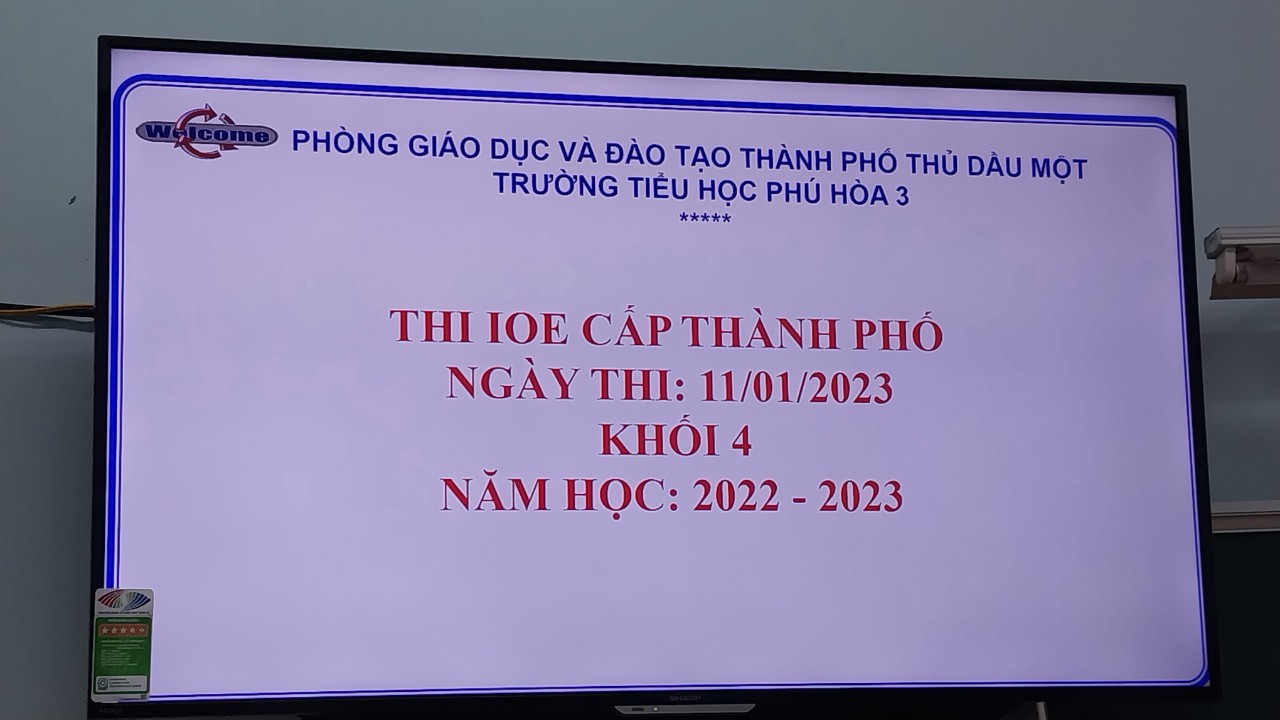 Welcome
PHÒNG GIÁO DỤC VÀ ĐÀO TẠO THÀNH PHỐ THỦ DẦU MỘT
TRƯỜNG TIỂU HỌC PHÚ HÒA 3
*****
THI IOE CẤP THÀNH PHỐ
NGÀY THI: 11/01/2023
KHỐI 4
NĂM HỌC: 2022 - 2023
SHARP